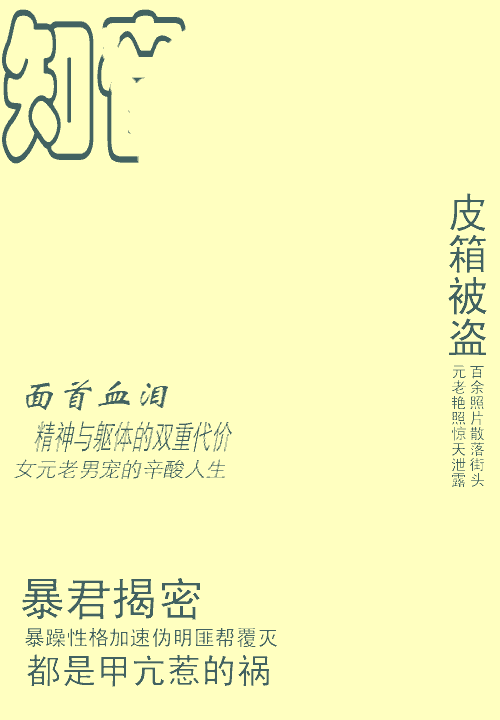 知
皮箱被盗
百余照片散落街头
元老艳照惊天泄露
面首血泪
精神与躯体的双重代价
女元老男宠的辛酸人生
暴君揭密
暴躁性格加速伪明匪帮覆灭
都是甲亢惹的祸